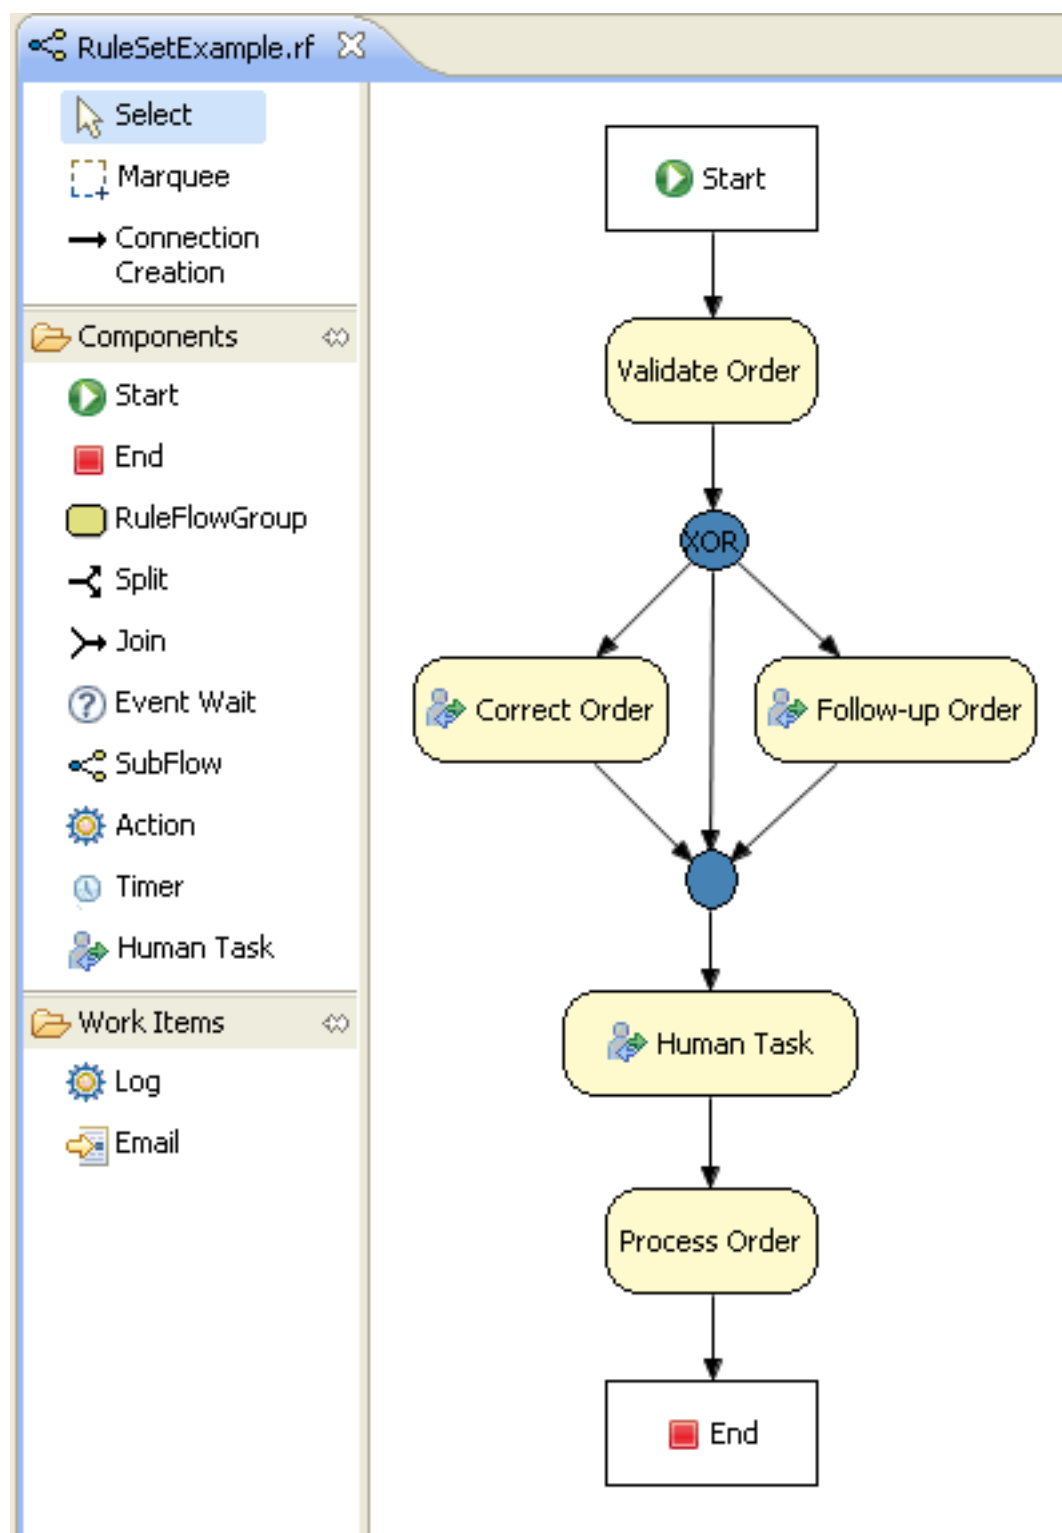 RuleSetExample.rf
Select
Marquee
Connection
Creation
Components
Start
End
RuleFlowGroup
Split
Join
Event Wait
SubFlow
Action
Timer
Human Task
Work Items
Log
Email
Start
Validate Order
XOR
Correct Order
Follow-up Order
Human Task
Process Order
End